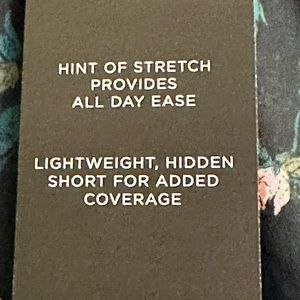 HINT OF STRETCH
PROVIDES
ALL DAY EASE
LIGHTWEIGHT, HIDDEN
SHORT FOR ADDED
COVERAGE